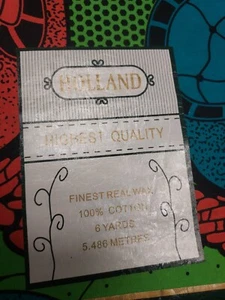 HOLLAND
HIGHEST QUALITY
FINEST REAL WAX
100% COTTON
6 YARDS
5.486 METRES